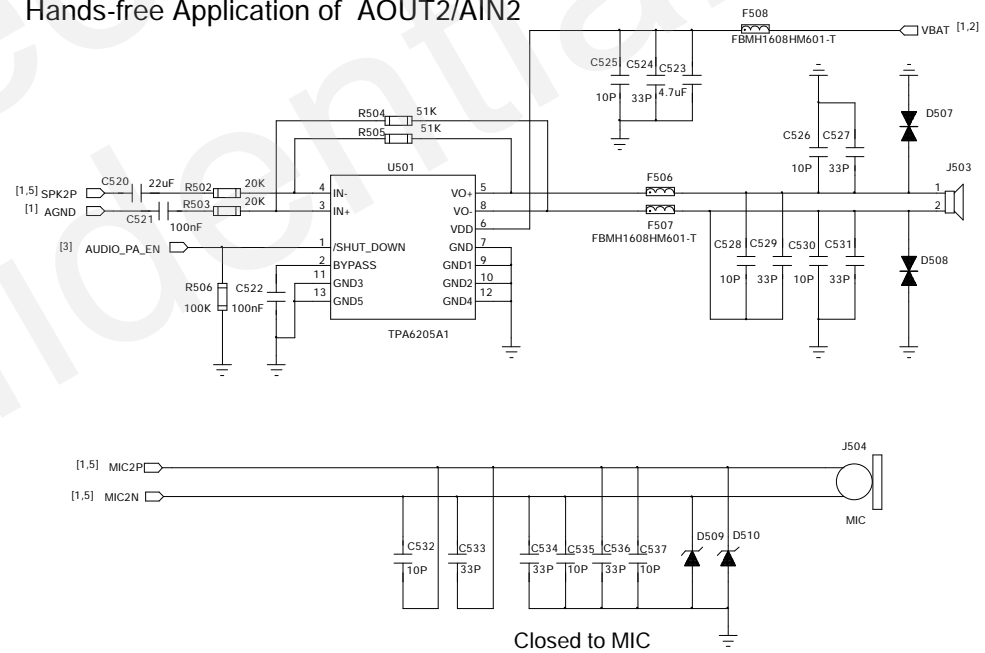 Hands-free Application of AOUT2/AIN2
F508
VBAT [1,2]
FBMH1608HM601-T
C525 C524 C523
10P 33P 4.7uF
R504 51K
R505 51K
D507
C526 C527
10P 33P
U501
J503
C520 22uF R502 20K
[1,5] SPK2P
4 IN-
VO+ 5
F506
1
[1] AGND
C521 R503 20K
100nF
3 IN+
VO- 8
F507
2
FBMH1608HM601-T
VDD 6
[3] AUDIO_PA_EN
1 /SHUT_DOWN
GND 7
2 BYPASS
GND1 9
11 GND3
GND2 10
13 GND5
GND4 12
R506 C522
100K 100nF
TPA6205A1
C528 C529 C530 C531
10P 33P 10P 33P
D508
J504
[1,5] MIC2P
[1,5] MIC2N
MIC
D509 D510
C532 C533 C534 C535 C536 C537
10P 33P 33P 10P 33P 10P
Closed to MIC